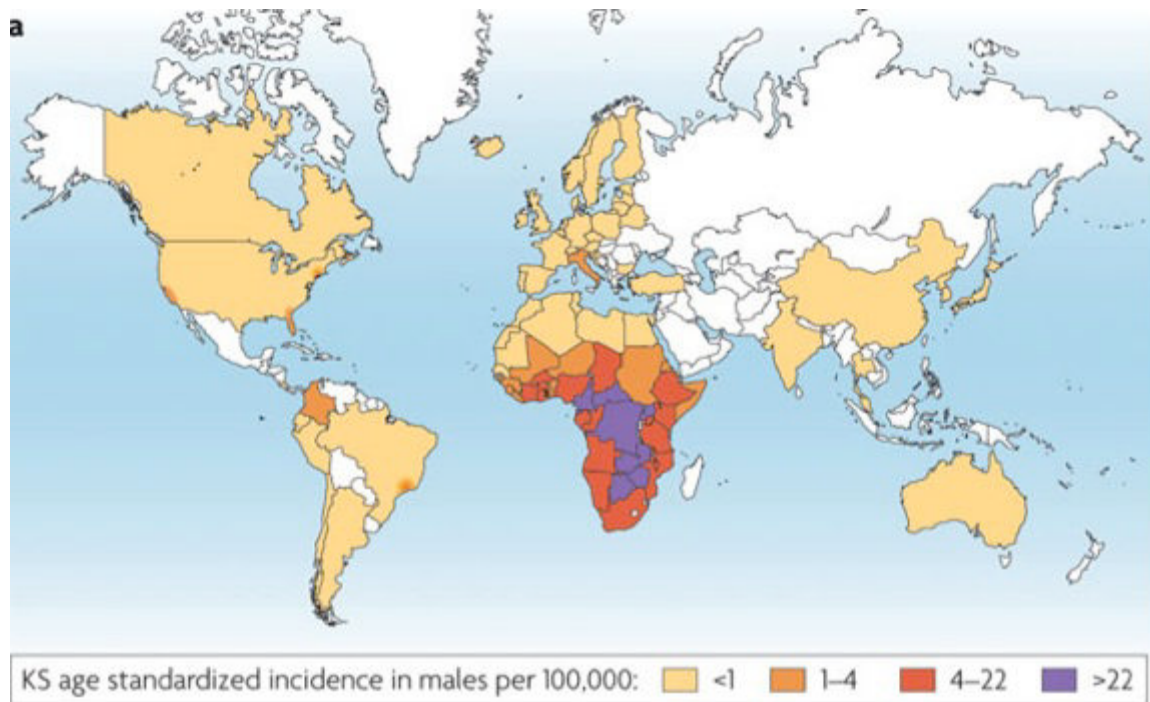 a
KS age standardized incidence in males per 100,000: <1 1–4 4–22 >22